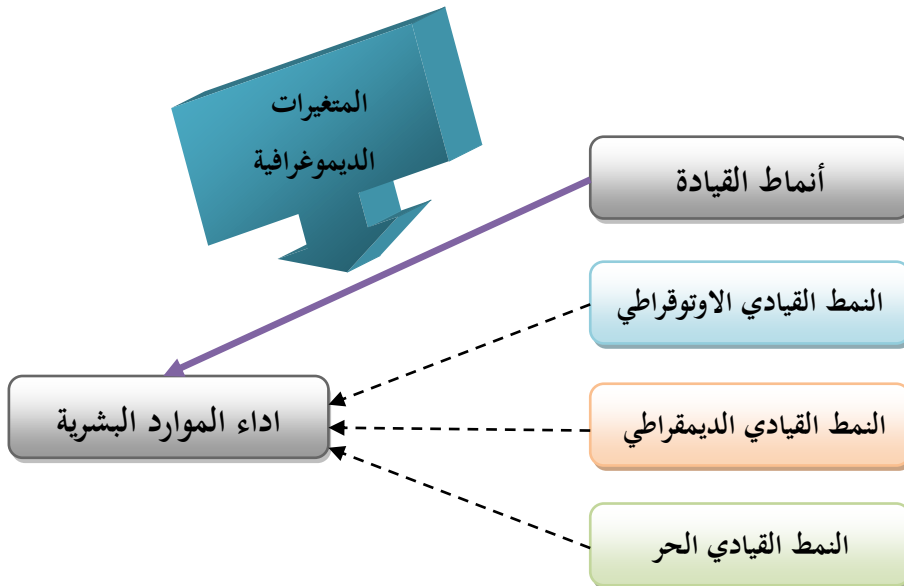 المتغيرات
الديموغرافية
أنماط القيادة
النمط القيادي الاوتوقراطي
النمط القيادي الديمقراطي
اداء الموارد البشرية
النمط القيادي الحر